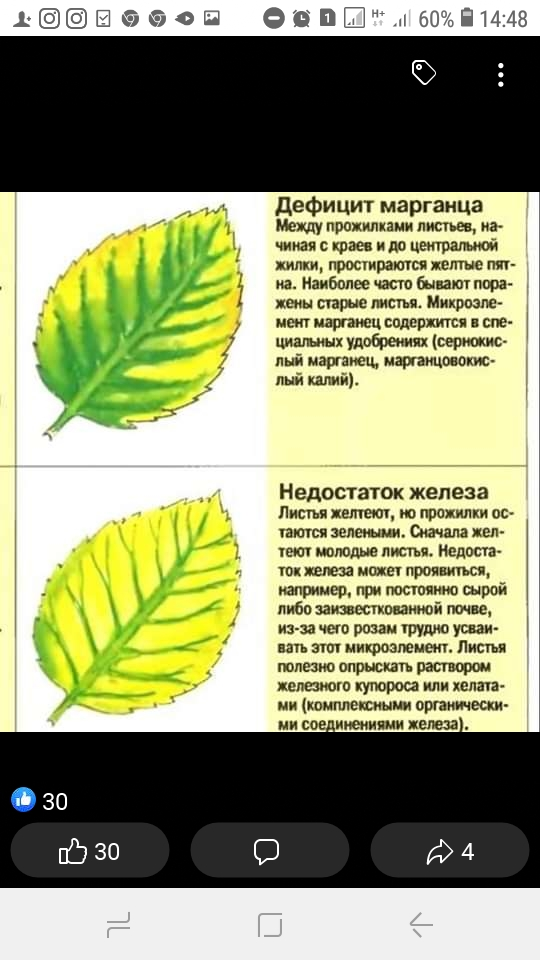 60% 14:48
Дефицит марганца
Между прожилками листьев, на-
чиная с краев и до центральной
жилки, простираются желтые пят-
на. Наиболее часто бывают пора-
жены старые листья. Микроэле-
мент марганец содержится в спе-
циальных удобрениях (сернокис-
лый марганец, марганцовокис-
лый калий).
Недостаток железа
Листья желтеют, но прожилки ос-
таются зелеными. Сначала жел-
теют молодые листья. Недоста-
ток железа может проявиться,
например, при постоянно сырой
либо заизвесткованной почве,
из-за чего розам трудно усваи-
вать этот микроэлемент. Листья
полезно опрыскать раствором
железного купороса или хелата-
ми (комплексными органически-
ми соединениями железа).
30
30
4